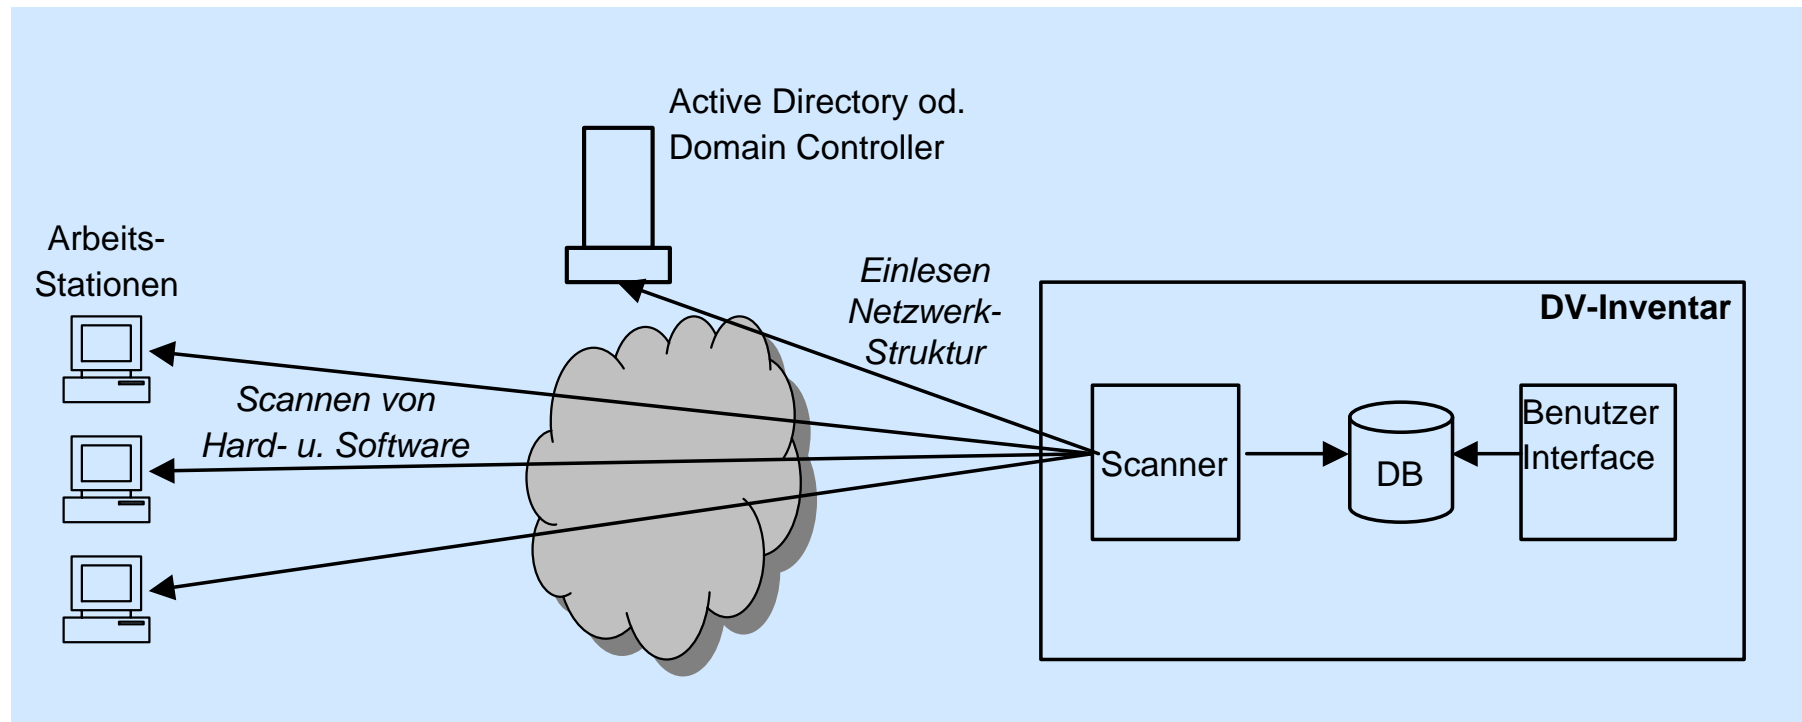 Active Directory od.
Domain Controller
Arbeits-
Stationen
Einlesen
Netzwerk-
Struktur
Scannen von
Hard- u. Software
DV-Inventar
Scanner
DB
Benutzer
Interface